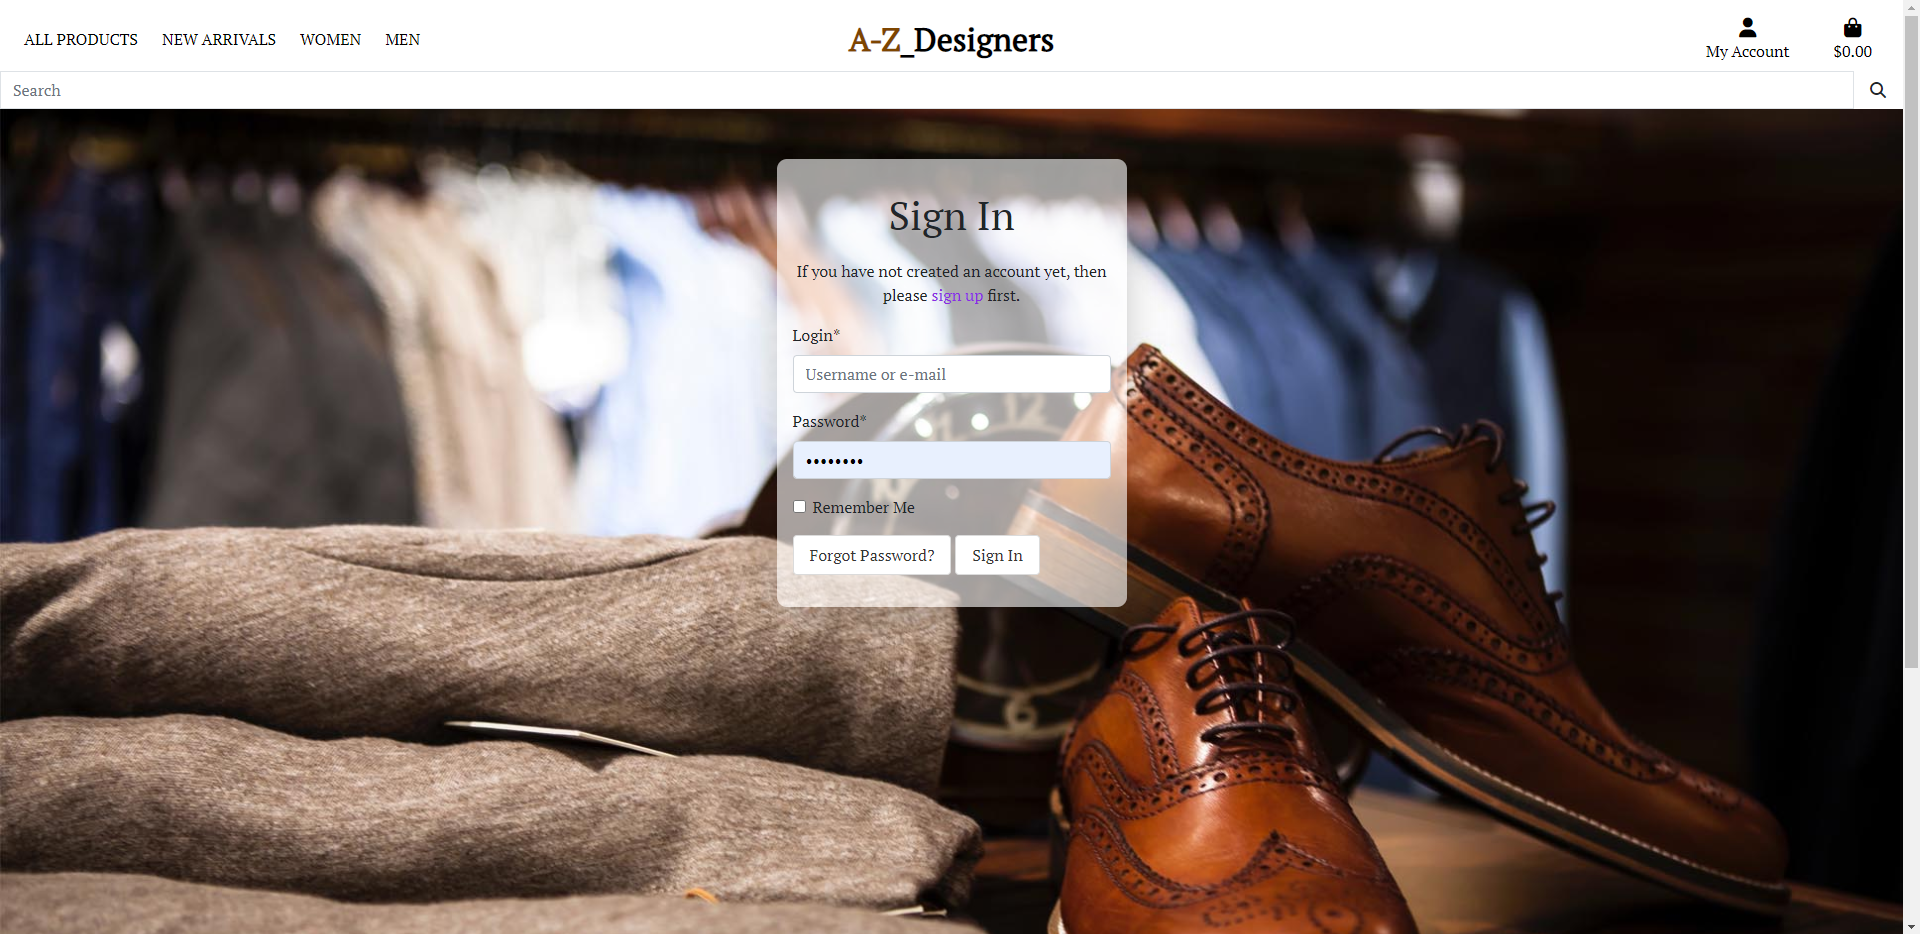 ALL PRODUCTS NEW ARRIVALS WOMEN MEN
A-Z_Designers
My Account
$0.00
Search
Sign In
If you have not created an account yet, then
please sign up first.
Login*
Username or e-mail
Password*
••••••••
Remember Me
Forgot Password? Sign In
12
6